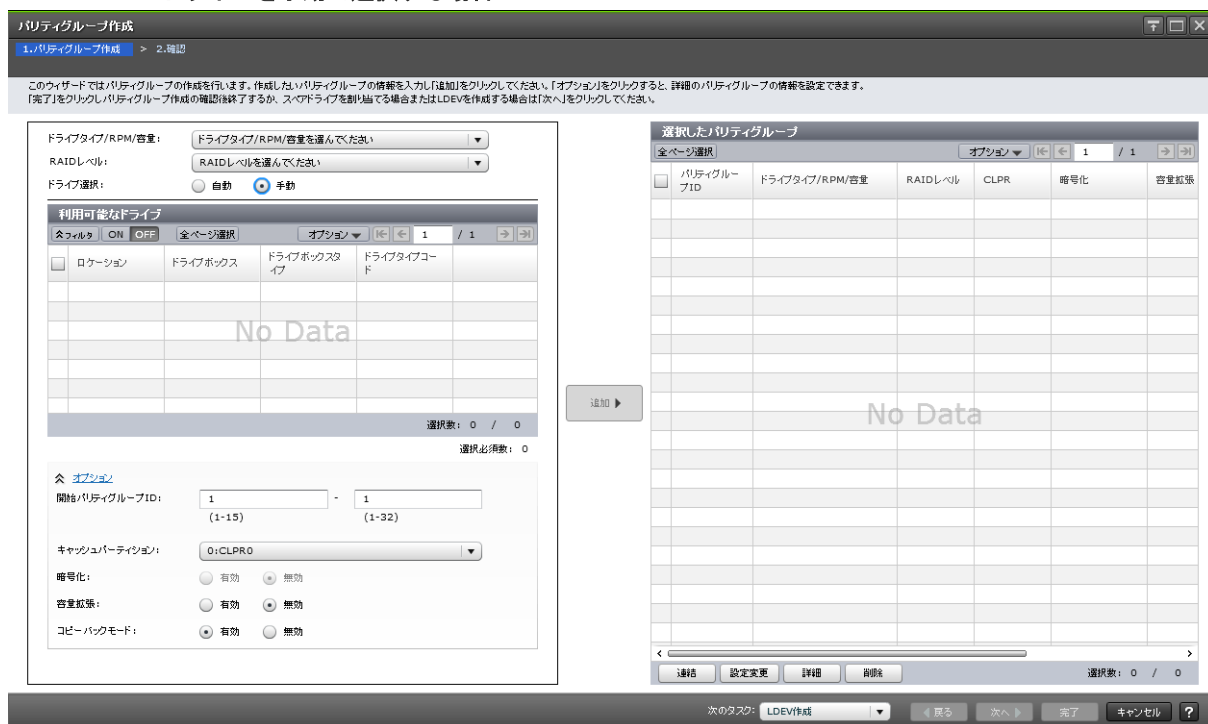 パリティグループ作成
1.パリティグループ作成 > 2.確認
このウィザードではパリティグループの作成を行います。作成したいパリティグループの情報を入力し「追加」をクリックしてください。「オプション」をクリックすると、詳細のパリティグループの情報を設定できます。
「完了」をクリックしパリティグループ作成の確認後終了するか、スペアドライブを割り当てる場合またはLDEVを作成する場合は「次へ」をクリックしてください。
ドライブタイプ/RPM/容量: ドライブタイプ/RPM/容量を選んでください
RAIDレベル: RAIDレベルを選んでください
ドライブ選択: 自動 手動
利用可能なドライブ
フィルタ ON OFF 全ページ選択 オプション 1 / 1
ロケーション ドライブボックス ドライブボックスタイプ ドライブタイプコード
No Data
選択数: 0 / 0
選択必須数: 0
オプション
開始パリティグループID: 1 - 1
(1-15) (1-32)
キャッシュパーティション: 0:CLPR0
暗号化: 有効 無効
容量拡張: 有効 無効
コピーバックモード: 有効 無効
追加
選択したパリティグループ
全ページ選択 オプション 1 / 1
パリティグループID ドライブタイプ/RPM/容量 RAIDレベル CLPR 暗号化 容量拡張
No Data
連結 設定変更 詳細 削除 選択数: 0 / 0
次のタスク: LDEV作成 戻る 次へ 完了 キャンセル ?